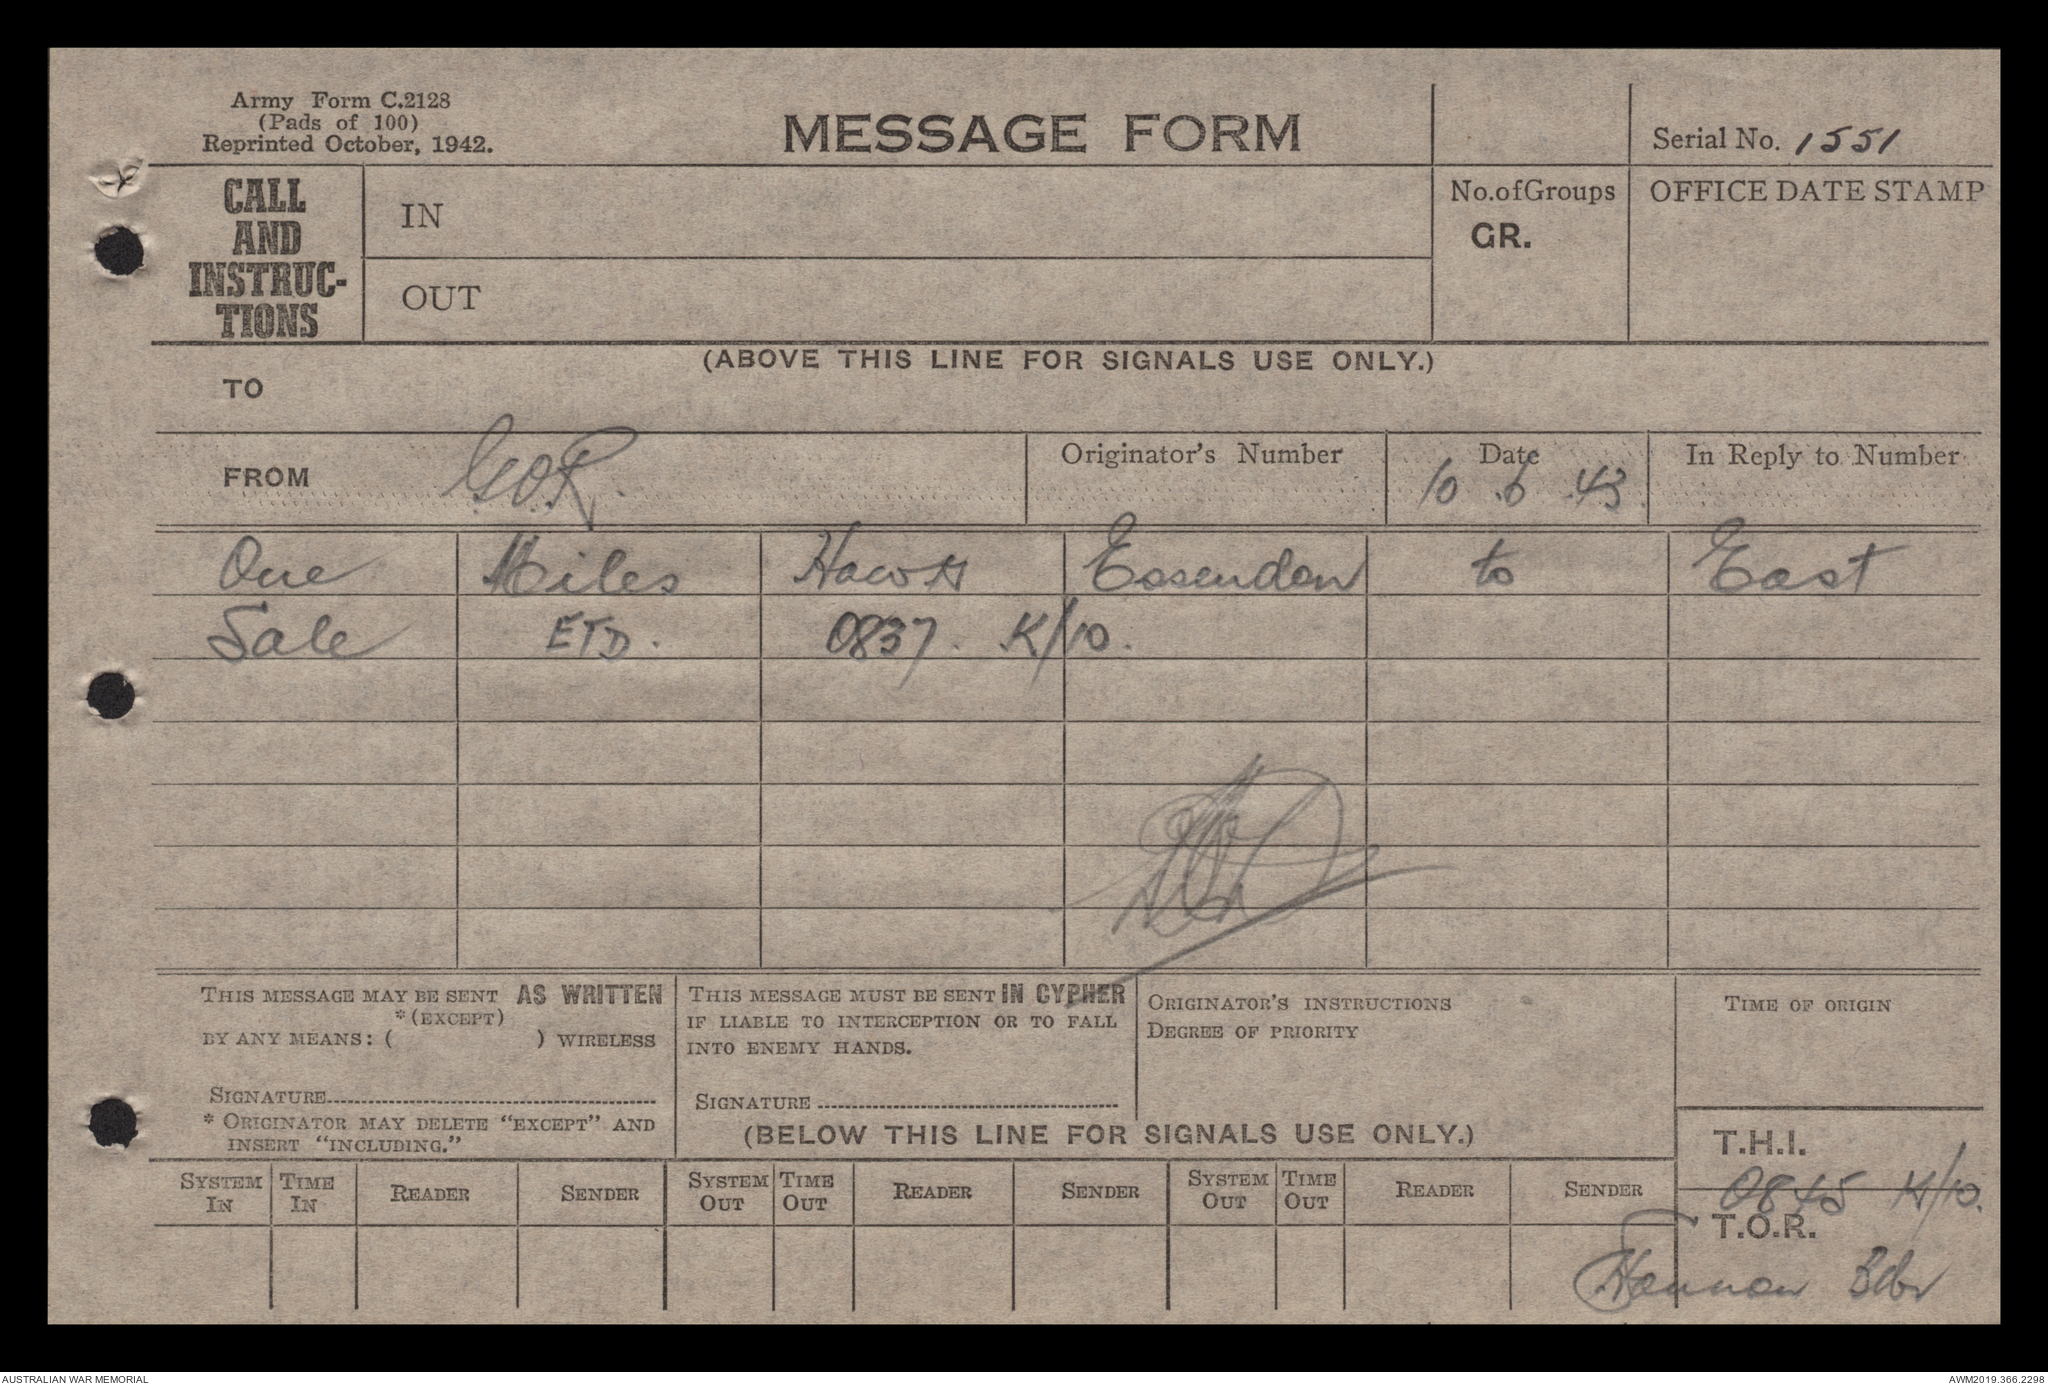 Army Form C.2128
(Pads of 100)
Reprinted October, 1942.
MESSAGE FORM
Serial No. 1551
CALL
AND
INSTRUC-
TIONS
IN
OUT
No.ofGroups
GR.
OFFICE DATE STAMP
(ABOVE THIS LINE FOR SIGNALS USE ONLY.)
TO
FROM GOR.
Originator's Number
Date
10 . 6 . 43
In Reply to Number
One Miles Hawk Essendon to East
Sale ETD. 0837. K/10.
THIS MESSAGE MAY BE SENT AS WRITTEN
*(EXCEPT)
BY ANY MEANS: ( ) WIRELESS
SIGNATURE
* ORIGINATOR MAY DELETE "EXCEPT" AND
INSERT "INCLUDING."
THIS MESSAGE MUST BE SENT IN CYPHER
IF LIABLE TO INTERCEPTION OR TO FALL
INTO ENEMY HANDS.
SIGNATURE
ORIGINATOR'S INSTRUCTIONS
DEGREE OF PRIORITY
TIME OF ORIGIN
(BELOW THIS LINE FOR SIGNALS USE ONLY.)
T.H.I.
0845 K/10.
T.O.R.
SYSTEM IN TIME IN READER SENDER SYSTEM OUT TIME OUT READER SENDER SYSTEM OUT TIME OUT READER SENDER
Bdr
AUSTRALIAN WAR MEMORIAL
AWM2019.366.2298